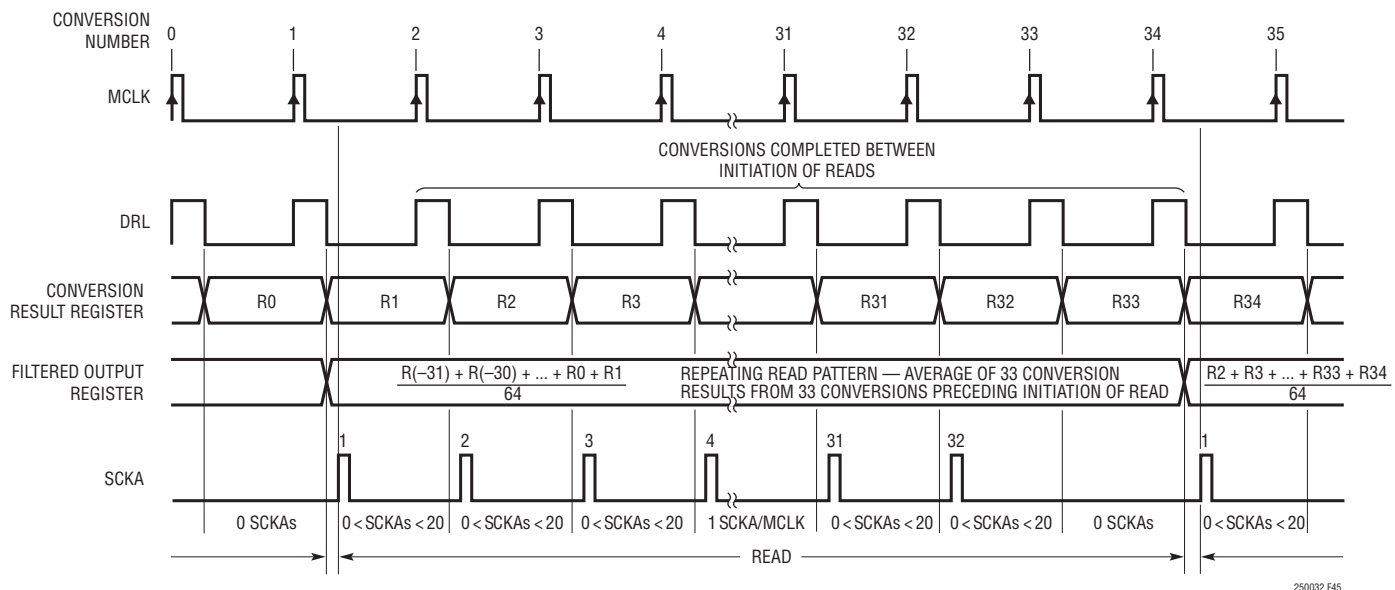 CONVERSION
NUMBER
0 1 2 3 4 31 32 33 34 35
MCLK
CONVERSIONS COMPLETED BETWEEN
INITIATION OF READS
DRL
CONVERSION
RESULT REGISTER
R0 R1 R2 R3 R31 R32 R33 R34
FILTERED OUTPUT
REGISTER
R(–31) + R(–30) + ... + R0 + R1
64
REPEATING READ PATTERN — AVERAGE OF 33 CONVERSION
RESULTS FROM 33 CONVERSIONS PRECEDING INITIATION OF READ
R2 + R3 + ... + R33 + R34
64
1 2 3 4 31 32 1
SCKA
0 SCKAs 0 < SCKAs < 20 0 < SCKAs < 20 0 < SCKAs < 20 1 SCKA/MCLK 0 < SCKAs < 20 0 < SCKAs < 20 0 SCKAs 0 < SCKAs < 20
READ
250032 F45